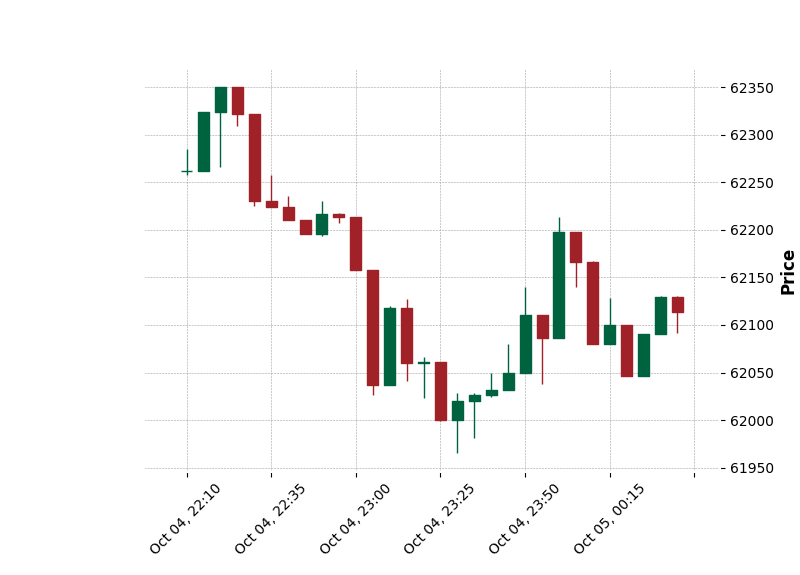 62350
62300
62250
62200
62150
62100
62050
62000
61950
Price
Oct 04, 22:10
Oct 04, 22:35
Oct 04, 23:00
Oct 04, 23:25
Oct 04, 23:50
Oct 05, 00:15